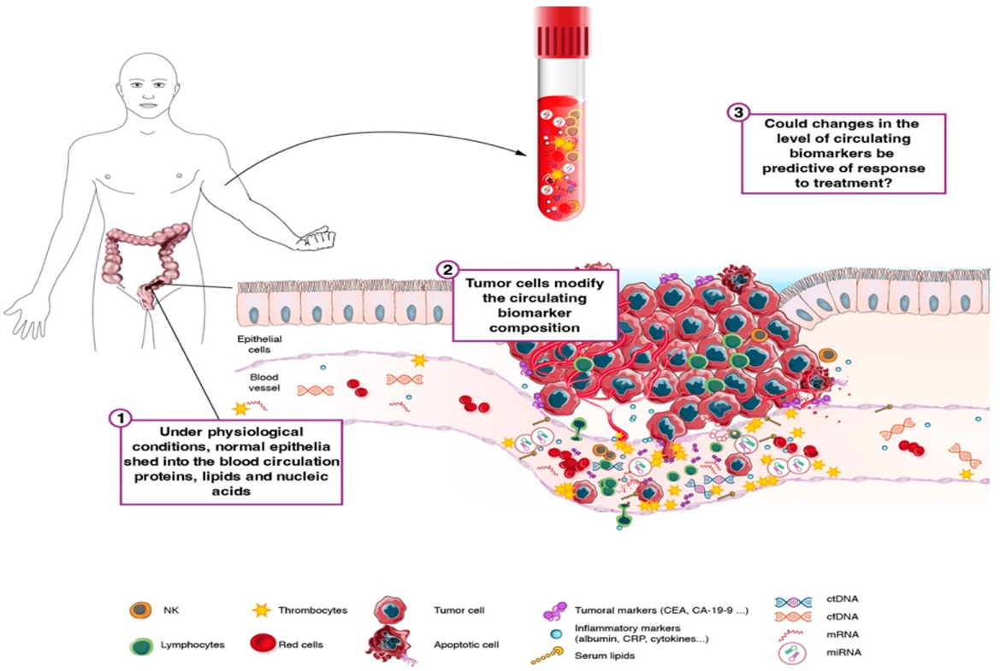 3
Could changes in the
level of circulating
biomarkers be
predictive of response
to treatment?
2
Tumor cells modify
the circulating
biomarker
composition
Epithelial
cells
Blood
vessel
1
Under physiological
conditions, normal epithelia
shed into the blood circulation
proteins, lipids and nucleic
acids
NK
Thrombocytes
Tumor cell
Tumoral markers (CEA, CA-19-9 ...)
ctDNA
cfDNA
Lymphocytes
Red cells
Apoptotic cell
Inflammatory markers
(albumin, CRP, cytokines...)
Serum lipids
mRNA
miRNA